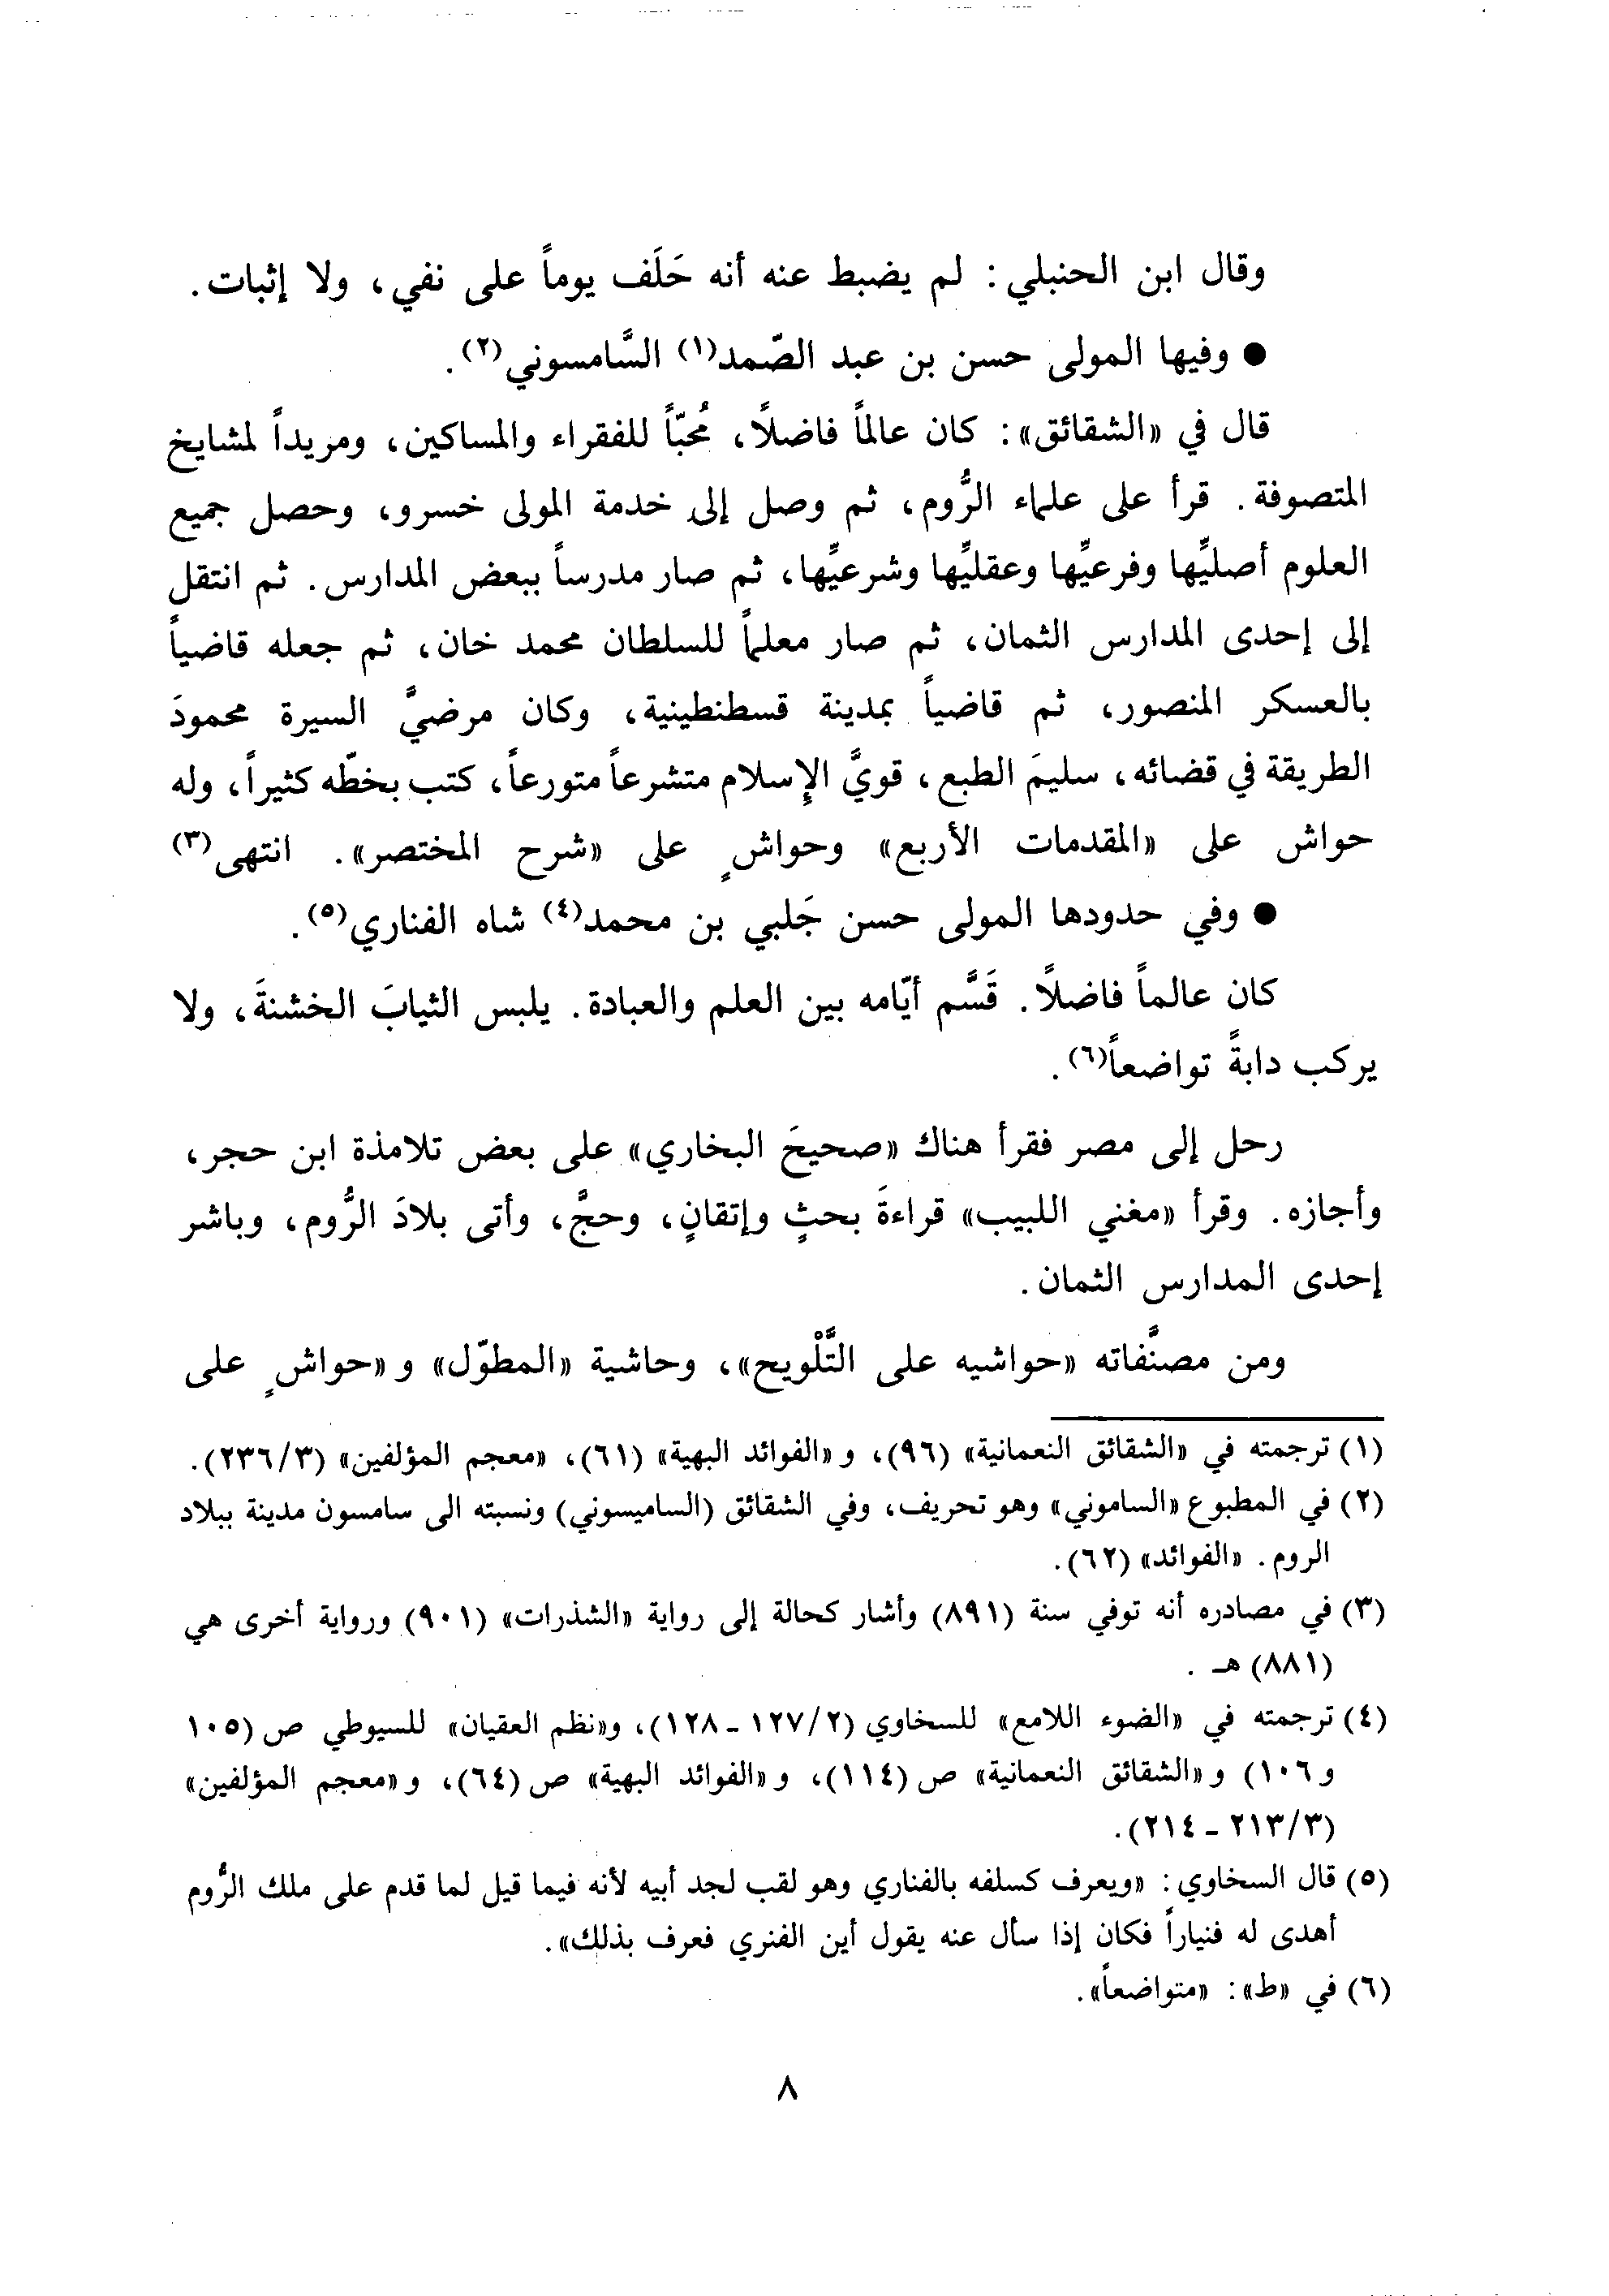 وقال ابن الحنبلي: لم يضبط عنه أنه حَلَف يوماً على نفي، ولا إثبات.
● وفيها المولى حسن بن عبد الصّمد(١) السَّامسوني(٢).
قال في «الشقائق»: كان عالماً فاضلًا، مُحبّاً للفقراء والمساكين، ومريداً لمشايخ
المتصوفة. قرأ على علماء الرُّوم، ثم وصل إلى خدمة المولى خسرو، وحصل جميع
العلوم أصليِّها وفرعيِّها وعقليِّها وشرعيِّها، ثم صار مدرساً ببعض المدارس. ثم انتقل
إلى إحدى المدارس الثمان، ثم صار معلماً للسلطان محمد خان، ثم جعله قاضياً
بالعسكر المنصور، ثم قاضياً بمدينة قسطنطينية، وكان مرضيَّ السيرة محمودَ
الطريقة في قضائه، سليمَ الطبع، قويَّ الإسلام متشرعاً متورعاً، كتب بخطّه كثيراً، وله
حواش على «المقدمات الأربع» وحواشٍ على «شرح المختصر». انتهى(٣)
● وفي حدودها المولى حسن جَلبي بن محمد(٤) شاه الفناري(٥).
كان عالماً فاضلًا. قَسَّم أيّامه بين العلم والعبادة. يلبس الثيابَ الخشنةَ، ولا
يركب دابةً تواضعاً(٦).
رحل إلى مصر فقرأ هناك «صحيحَ البخاري» على بعض تلامذة ابن حجر،
وأجازه. وقرأ «مغني اللبيب» قراءةَ بحثٍ وإتقانٍ، وحجَّ، وأتى بلادَ الرُّوم، وباشر
إحدى المدارس الثمان.
ومن مصنَّفاته «حواشيه على التَّلْويح»، وحاشية «المطوّل» و «حواشٍ على
(١) ترجمته في «الشقائق النعمانية» (٩٦)، و «الفوائد البهية» (٦١)، «معجم المؤلفين» (٢٣٦/٣).
(٢) في المطبوع «الساموني» وهو تحريف، وفي الشقائق (الساميسوني) ونسبته الى سامسون مدينة ببلاد
الروم. «الفوائد» (٦٢).
(٣) في مصادره أنه توفي سنة (٨٩١) وأشار كحالة إلى رواية «الشذرات» (٩٠١) ورواية أخرى هي
(٨٨١) هـ .
(٤) ترجمته في «الضوء اللامع» للسخاوي (١٢٧/٢ - ١٢٨)، و«نظم العقيان» للسيوطي ص (١٠٥
و ١٠٦) و «الشقائق النعمانية» ص (١١٤)، و «الفوائد البهية» ص (٦٤)، و «معجم المؤلفين»
(٢١٣/٣ - ٢١٤).
(٥) قال السخاوي: «ويعرف كسلفه بالفناري وهو لقب لجد أبيه لأنه فيما قيل لما قدم على ملك الرُّوم
أهدى له فنياراً فكان إذا سأل عنه يقول أين الفنري فعرف بذلك».
(٦) في «ط»: «متواضعاً».
٨